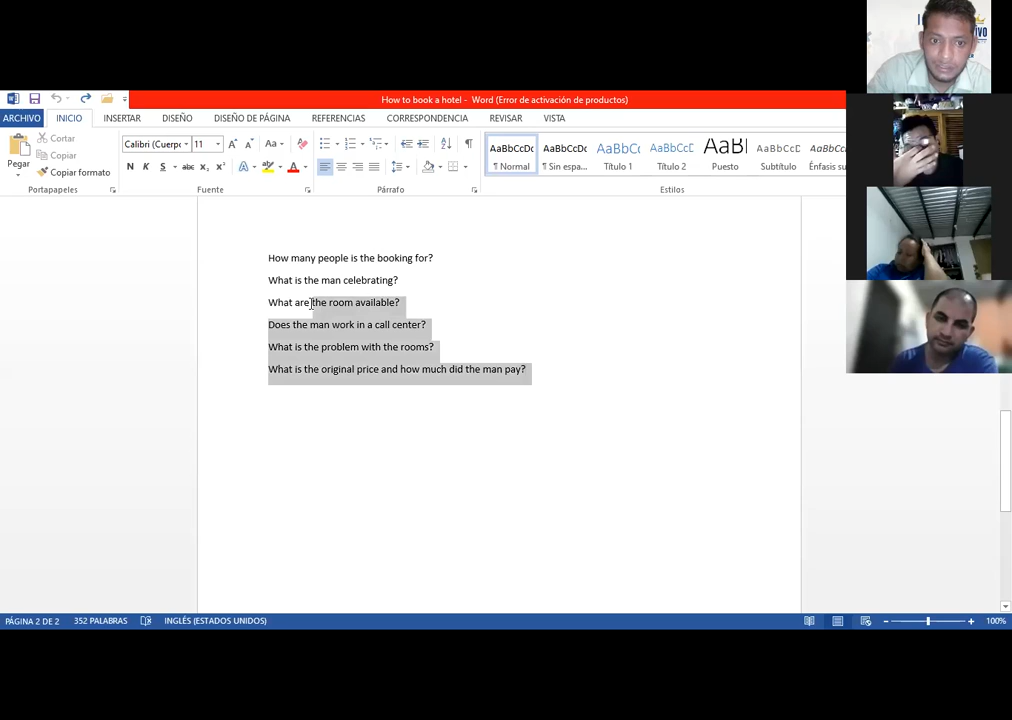 How to book a hotel - Word (Error de activación de productos)
ARCHIVO INICIO INSERTAR DISEÑO DISEÑO DE PÁGINA REFERENCIAS CORRESPONDENCIA REVISAR VISTA
Pegar
Cortar
Copiar
Copiar formato
Portapapeles
Calibri (Cuerpo 11
Aa
N K S abc x₂ x²
A A
Fuente
Párrafo
AaBbCcDc AaBbCcDc AaBbCc AaBbCcD AaBl AaBbCcD AaBbCcDc
¶ Normal ¶ Sin espa... Título 1 Título 2 Puesto Subtítulo Énfasis su
Estilos
How many people is the booking for?
What is the man celebrating?
What are the room available?
Does the man work in a call center?
What is the problem with the rooms?
What is the original price and how much did the man pay?
PÁGINA 2 DE 2 352 PALABRAS INGLÉS (ESTADOS UNIDOS) 100%